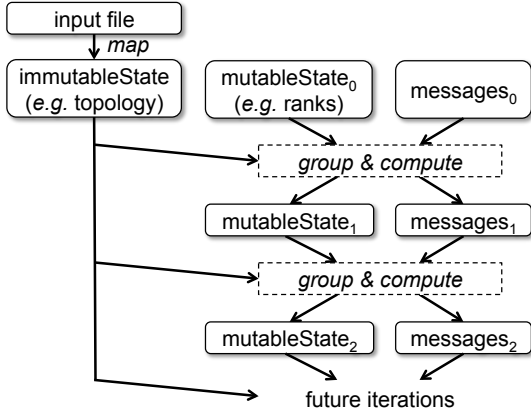 input file
map
immutableState
(e.g. topology)
mutableState₀
(e.g. ranks)
messages₀
group & compute
mutableState₁
messages₁
group & compute
mutableState₂
messages₂
future iterations